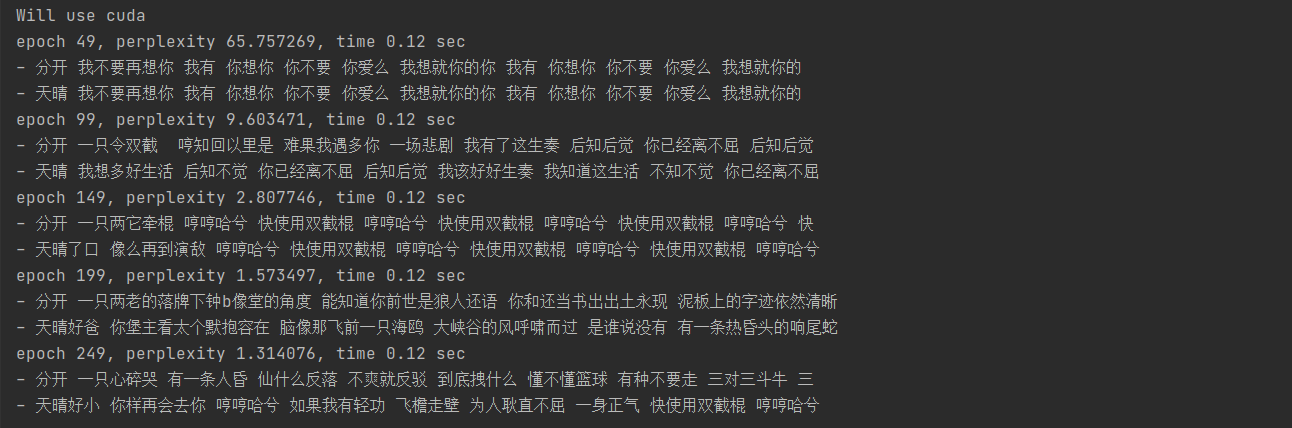 Will use cuda
epoch 49, perplexity 65.757269, time 0.12 sec
- 分开 我不要再想你 我有 你想你 你不要 你爱么 我想就你的你 我有 你想你 你不要 你爱么 我想就你的
- 天晴 我不要再想你 我有 你想你 你不要 你爱么 我想就你的你 我有 你想你 你不要 你爱么 我想就你的
epoch 99, perplexity 9.603471, time 0.12 sec
- 分开 一只令双截  哼知回以里是 难果我遇多你 一场悲剧 我有了这生奏 后知后觉 你已经离不屈 后知后觉
- 天晴 我想多好生活 后知不觉 你已经离不屈 后知后觉 我该好好生奏 我知道这生活 不知不觉 你已经离不屈
epoch 149, perplexity 2.807746, time 0.12 sec
- 分开 一只两它牵棍 哼哼哈兮 快使用双截棍 哼哼哈兮 快使用双截棍 哼哼哈兮 快使用双截棍 哼哼哈兮 快
- 天晴了口 像么再到演敌 哼哼哈兮 快使用双截棍 哼哼哈兮 快使用双截棍 哼哼哈兮 快使用双截棍 哼哼哈兮
epoch 199, perplexity 1.573497, time 0.12 sec
- 分开 一只两老的落牌下钟b像堂的角度 能知道你前世是狼人还语 你和还当书出出土永现 泥板上的字迹依然清晰
- 天晴好爸 你堡主看太个默抱容在 脑像那飞前一只海鸥 大峡谷的风呼啸而过 是谁说没有 有一条热昏头的响尾蛇
epoch 249, perplexity 1.314076, time 0.12 sec
- 分开 一只心碎哭 有一条人昏 仙什么反落 不爽就反驳 到底拽什么 懂不懂篮球 有种不要走 三对三斗牛 三
- 天晴好小 你样再会去你 哼哼哈兮 如果我有轻功 飞檐走壁 为人耿直不屈 一身正气 快使用双截棍 哼哼哈兮